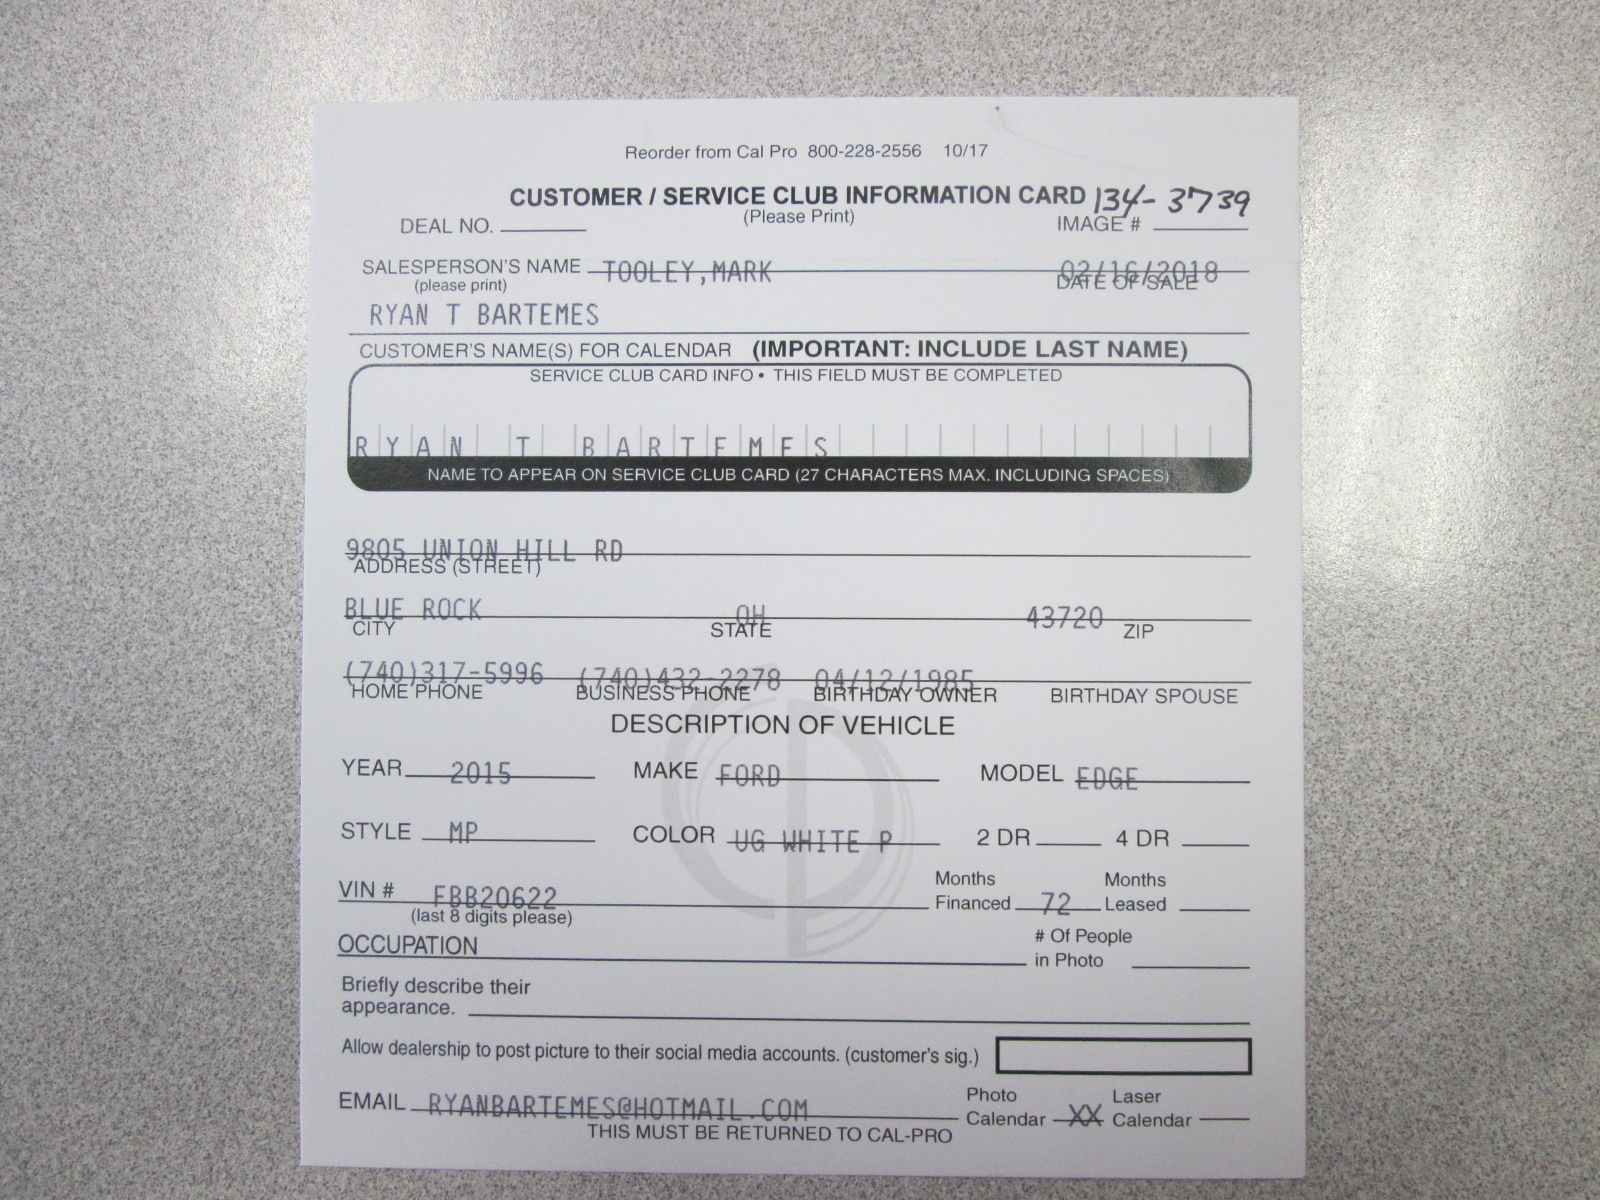 Reorder from Cal Pro 800-228-2556 10/17
CUSTOMER / SERVICE CLUB INFORMATION CARD 134-3739
(Please Print)
DEAL NO. IMAGE #
SALESPERSON'S NAME TOOLEY,MARK 02/16/2018
(please print) DATE OF SALE
RYAN T BARTEMES
CUSTOMER'S NAME(S) FOR CALENDAR (IMPORTANT: INCLUDE LAST NAME)
SERVICE CLUB CARD INFO • THIS FIELD MUST BE COMPLETED
RYAN T BARTEMES
NAME TO APPEAR ON SERVICE CLUB CARD (27 CHARACTERS MAX. INCLUDING SPACES)
9805 UNION HILL RD
ADDRESS (STREET)
BLUE ROCK OH 43720
CITY STATE ZIP
(740)317-5996 (740)432-2278 04/12/1985
HOME PHONE BUSINESS PHONE BIRTHDAY OWNER BIRTHDAY SPOUSE
DESCRIPTION OF VEHICLE
YEAR 2015 MAKE FORD MODEL EDGE
STYLE MP COLOR UG WHITE P 2 DR 4 DR
Months Months
VIN # FBB20622 Financed 72 Leased
(last 8 digits please)
OCCUPATION # Of People
in Photo
Briefly describe their
appearance.
Allow dealership to post picture to their social media accounts. (customer's sig.)
Photo Laser
EMAIL RYANBARTEMES@HOTMAIL.COM Calendar XX Calendar
THIS MUST BE RETURNED TO CAL-PRO